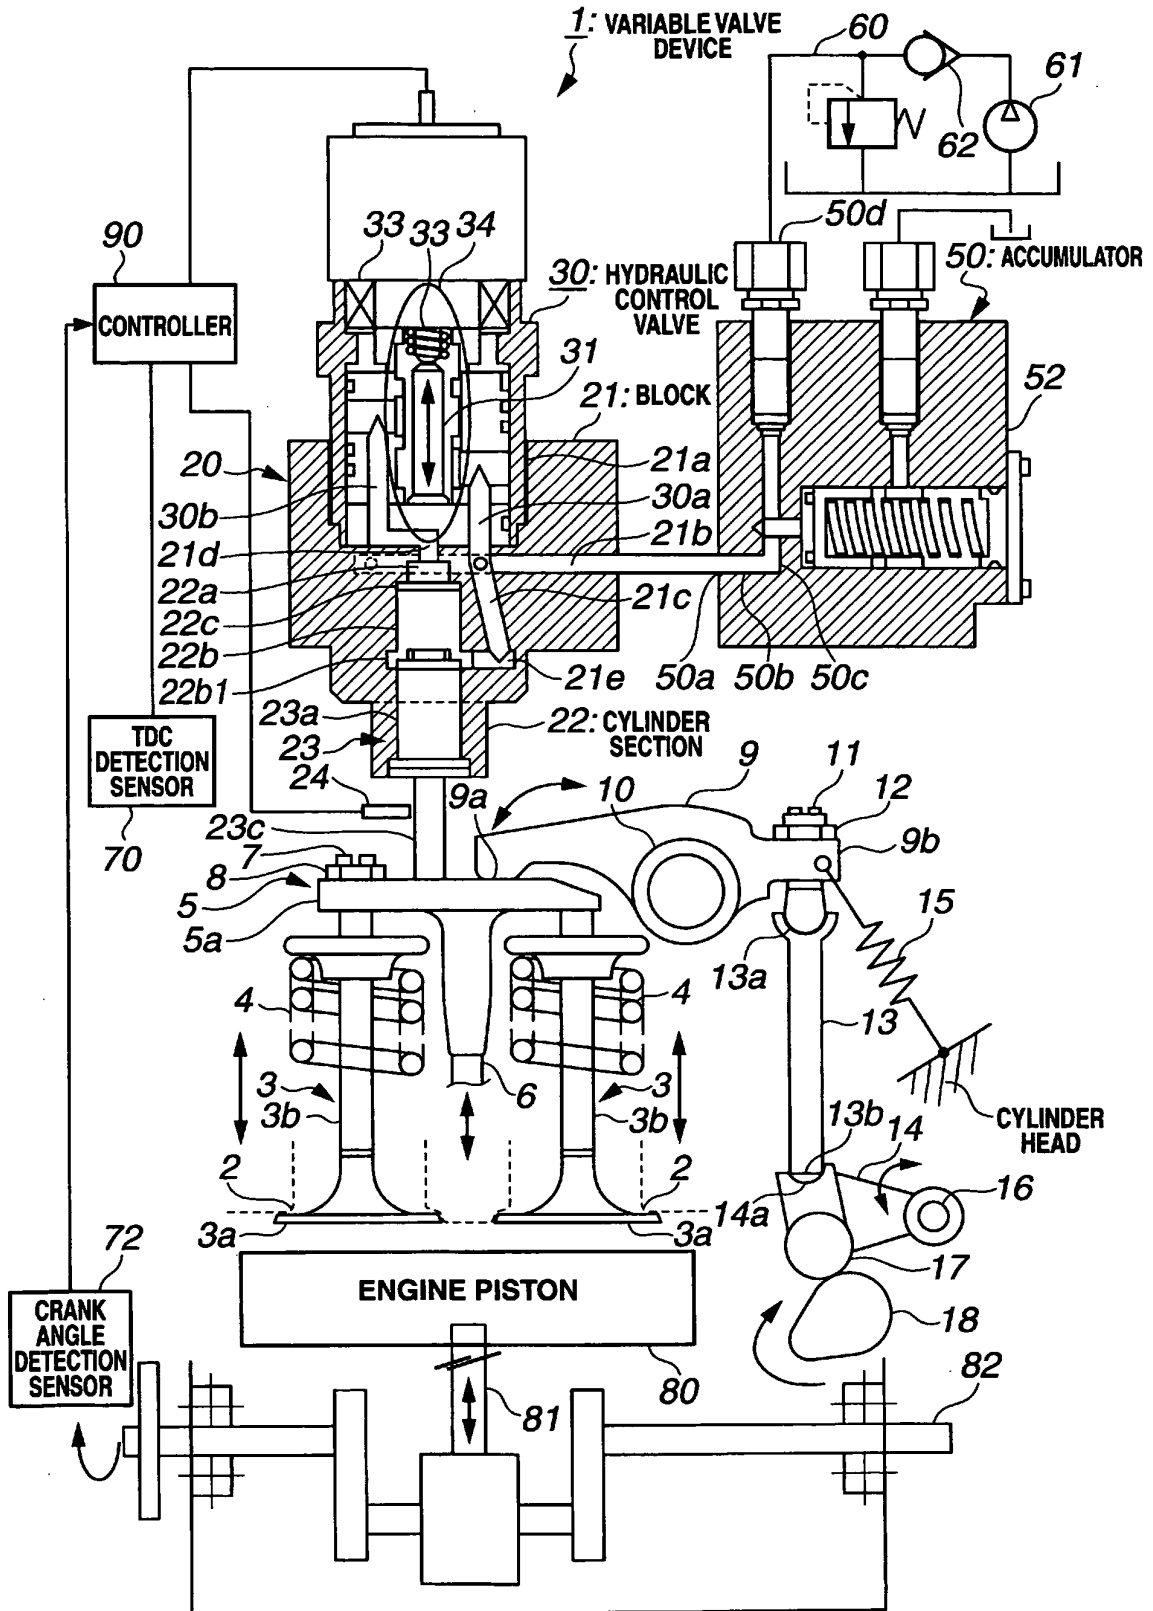 1: VARIABLE VALVE
DEVICE
60
61
62
50d
33 33 34
90
30: HYDRAULIC
CONTROL
VALVE
50: ACCUMULATOR
CONTROLLER
31
52
21: BLOCK
20
21a
30b
30a
21d
21b
22a
21c
22c
22b
22b1
21e
50a 50b 50c
23a
22: CYLINDER
SECTION
23
TDC
DETECTION
SENSOR
24
9a
10
9
11
12
23c
70
7
9b
8
5
5a
15
13a
4
4
13
3
3b
6
3
3b
CYLINDER
HEAD
13b
14
2
2
16
14a
3a
3a
72
17
ENGINE PISTON
CRANK
ANGLE
DETECTION
SENSOR
18
82
80
81